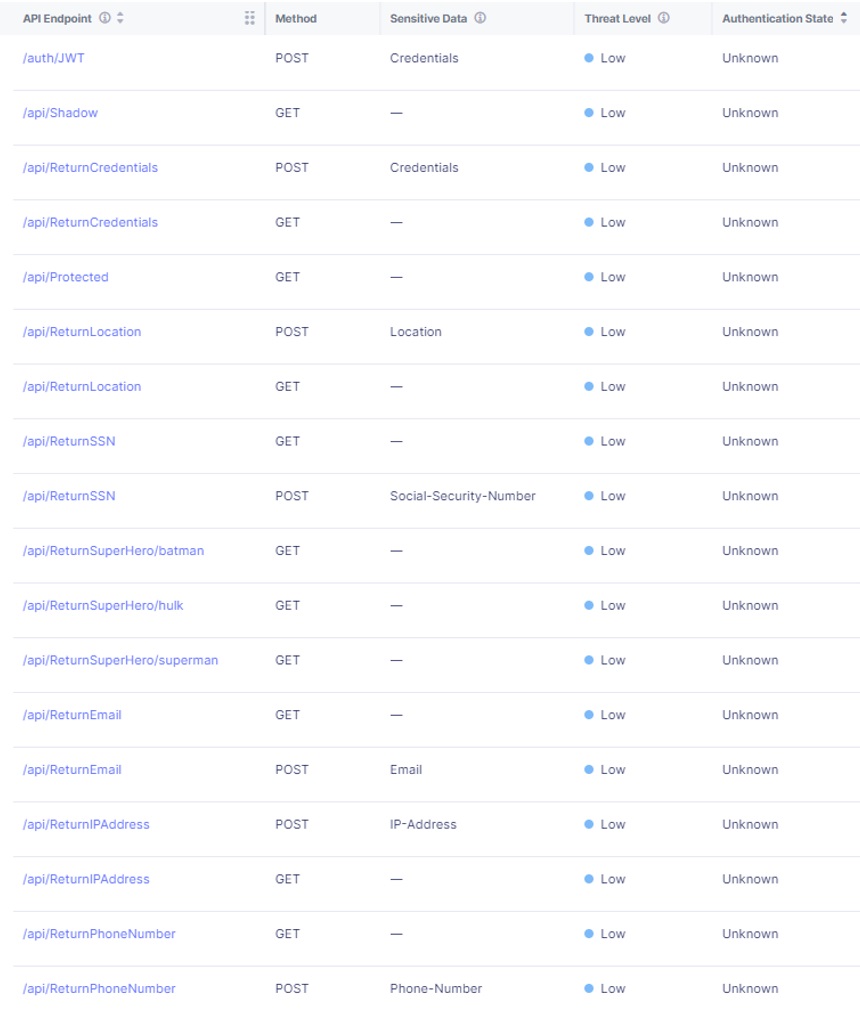 API Endpoint Method Sensitive Data Threat Level Authentication State
/auth/JWT POST Credentials Low Unknown
/api/Shadow GET — Low Unknown
/api/ReturnCredentials POST Credentials Low Unknown
/api/ReturnCredentials GET — Low Unknown
/api/Protected GET — Low Unknown
/api/ReturnLocation POST Location Low Unknown
/api/ReturnLocation GET — Low Unknown
/api/ReturnSSN GET — Low Unknown
/api/ReturnSSN POST Social-Security-Number Low Unknown
/api/ReturnSuperHero/batman GET — Low Unknown
/api/ReturnSuperHero/hulk GET — Low Unknown
/api/ReturnSuperHero/superman GET — Low Unknown
/api/ReturnEmail GET — Low Unknown
/api/ReturnEmail POST Email Low Unknown
/api/ReturnIPAddress POST IP-Address Low Unknown
/api/ReturnIPAddress GET — Low Unknown
/api/ReturnPhoneNumber GET — Low Unknown
/api/ReturnPhoneNumber POST Phone-Number Low Unknown